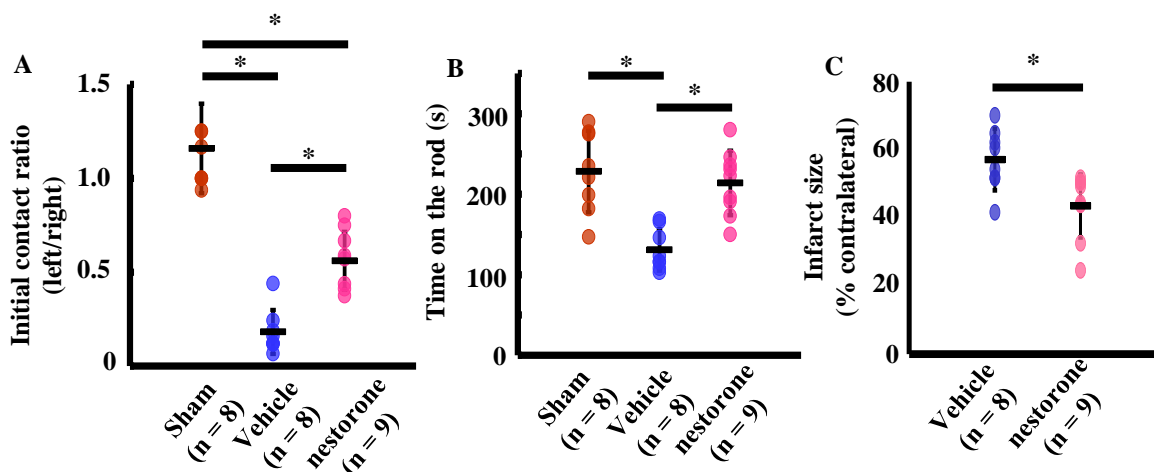 A
Initial contact ratio
(left/right)
1.5
1.0
0.5
0
*
*
*
Sham
(n = 8)
Vehicle
(n = 8)
nestorone
(n = 9)
B
Time on the rod (s)
300
200
100
0
*
*
Sham
(n = 8)
Vehicle
(n = 8)
nestorone
(n = 9)
C
Infarct size
(% contralateral)
80
60
40
20
0
*
Vehicle
(n = 8)
nestorone
(n = 9)